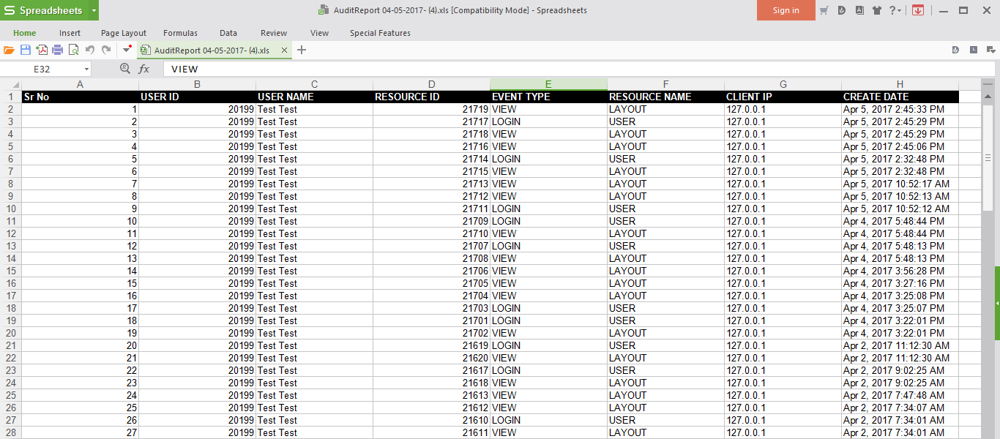 Spreadsheets
AuditReport 04-05-2017- (4).xls [Compatibility Mode] - Spreadsheets
Sign in
Home Insert Page Layout Formulas Data Review View Special Features
AuditReport 04-05-2017- (4).xls
E32 fx VIEW
A B C D E F G H
1 Sr No USER ID USER NAME RESOURCE ID EVENT TYPE RESOURCE NAME CLIENT IP CREATE DATE
2 1 20199 Test Test 21719 VIEW LAYOUT 127.0.0.1 Apr 5, 2017 2:45:33 PM
3 2 20199 Test Test 21717 LOGIN USER 127.0.0.1 Apr 5, 2017 2:45:29 PM
4 3 20199 Test Test 21718 VIEW LAYOUT 127.0.0.1 Apr 5, 2017 2:45:29 PM
5 4 20199 Test Test 21716 VIEW LAYOUT 127.0.0.1 Apr 5, 2017 2:45:06 PM
6 5 20199 Test Test 21714 LOGIN USER 127.0.0.1 Apr 5, 2017 2:32:48 PM
7 6 20199 Test Test 21715 VIEW LAYOUT 127.0.0.1 Apr 5, 2017 2:32:48 PM
8 7 20199 Test Test 21713 VIEW LAYOUT 127.0.0.1 Apr 5, 2017 10:52:17 AM
9 8 20199 Test Test 21712 VIEW LAYOUT 127.0.0.1 Apr 5, 2017 10:52:13 AM
10 9 20199 Test Test 21711 LOGIN USER 127.0.0.1 Apr 5, 2017 10:52:12 AM
11 10 20199 Test Test 21709 LOGIN USER 127.0.0.1 Apr 4, 2017 5:48:44 PM
12 11 20199 Test Test 21710 VIEW LAYOUT 127.0.0.1 Apr 4, 2017 5:48:44 PM
13 12 20199 Test Test 21707 LOGIN USER 127.0.0.1 Apr 4, 2017 5:48:13 PM
14 13 20199 Test Test 21708 VIEW LAYOUT 127.0.0.1 Apr 4, 2017 5:48:13 PM
15 14 20199 Test Test 21706 VIEW LAYOUT 127.0.0.1 Apr 4, 2017 3:56:28 PM
16 15 20199 Test Test 21705 VIEW LAYOUT 127.0.0.1 Apr 4, 2017 3:27:16 PM
17 16 20199 Test Test 21704 VIEW LAYOUT 127.0.0.1 Apr 4, 2017 3:25:08 PM
18 17 20199 Test Test 21703 LOGIN USER 127.0.0.1 Apr 4, 2017 3:25:07 PM
19 18 20199 Test Test 21701 LOGIN USER 127.0.0.1 Apr 4, 2017 3:22:01 PM
20 19 20199 Test Test 21702 VIEW LAYOUT 127.0.0.1 Apr 4, 2017 3:22:01 PM
21 20 20199 Test Test 21619 LOGIN USER 127.0.0.1 Apr 2, 2017 11:12:30 AM
22 21 20199 Test Test 21620 VIEW LAYOUT 127.0.0.1 Apr 2, 2017 11:12:30 AM
23 22 20199 Test Test 21617 LOGIN USER 127.0.0.1 Apr 2, 2017 9:02:25 AM
24 23 20199 Test Test 21618 VIEW LAYOUT 127.0.0.1 Apr 2, 2017 9:02:25 AM
25 24 20199 Test Test 21613 VIEW LAYOUT 127.0.0.1 Apr 2, 2017 7:47:48 AM
26 25 20199 Test Test 21612 VIEW LAYOUT 127.0.0.1 Apr 2, 2017 7:34:07 AM
27 26 20199 Test Test 21610 LOGIN USER 127.0.0.1 Apr 2, 2017 7:34:01 AM
28 27 20199 Test Test 21611 VIEW LAYOUT 127.0.0.1 Apr 2, 2017 7:34:01 AM